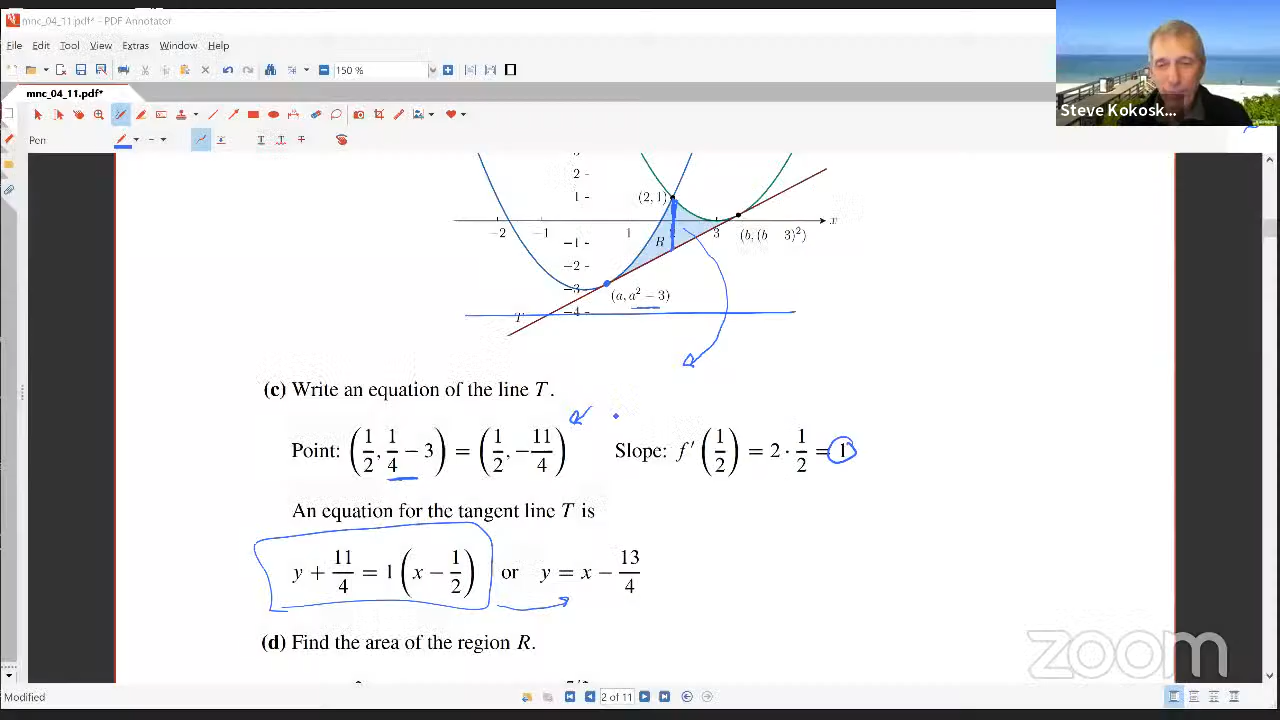 mnc_04_11.pdf* - PDF Annotator
File Edit Tool View Extras Window Help
150 %
mnc_04_11.pdf*
Pen
Steve Kokosk...
3
2
1
(2, 1)
−2 −1 1 3 x
−1
R
(b, (b − 3)²)
−2
−3
(a, a² − 3)
−4
T
(c) Write an equation of the line T.
Point: (1/2, 1/4 − 3) = (1/2, −11/4) Slope: f′(1/2) = 2 · 1/2 = 1
An equation for the tangent line T is
y + 11/4 = 1(x − 1/2) or y = x − 13/4
(d) Find the area of the region R.
zoom
Modified
2 of 11